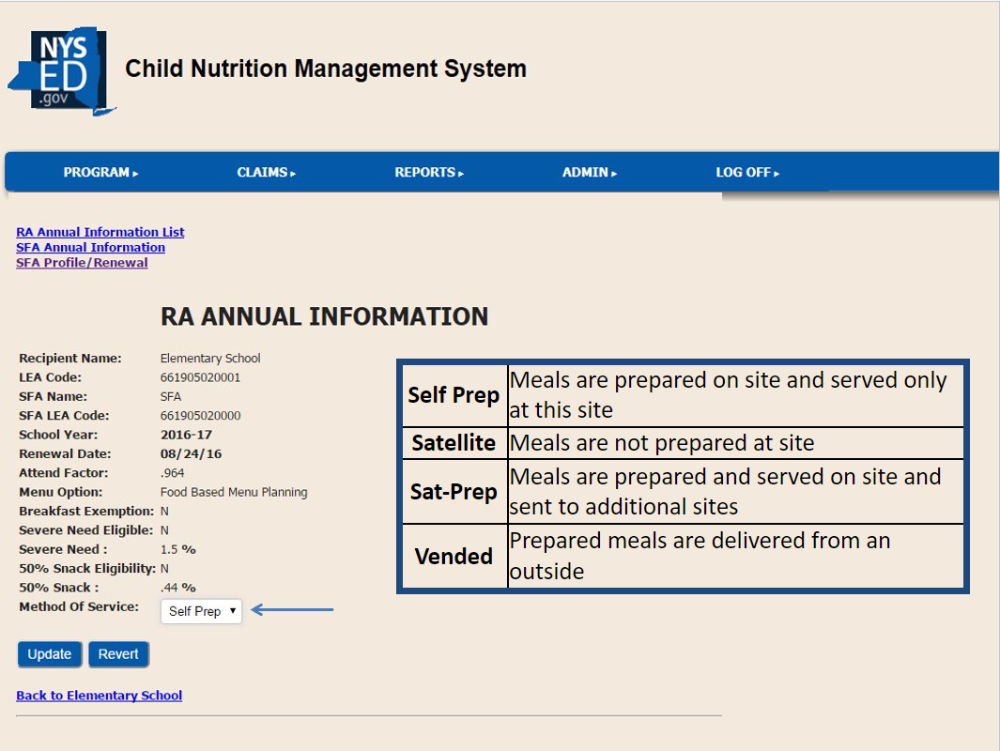 NYS
ED
.gov
Child Nutrition Management System
PROGRAM▸ CLAIMS▸ REPORTS▸ ADMIN▸ LOG OFF▸
RA Annual Information List
SFA Annual Information
SFA Profile/Renewal
RA ANNUAL INFORMATION
Recipient Name: Elementary School
LEA Code: 661905020001
SFA Name: SFA
SFA LEA Code: 661905020000
School Year: 2016-17
Renewal Date: 08/24/16
Attend Factor: .964
Menu Option: Food Based Menu Planning
Breakfast Exemption: N
Severe Need Eligible: N
Severe Need : 1.5 %
50% Snack Eligibility: N
50% Snack : .44 %
Method Of Service: Self Prep ▾
Self Prep Meals are prepared on site and served only
at this site
Satellite Meals are not prepared at site
Sat-Prep Meals are prepared and served on site and
sent to additional sites
Vended Prepared meals are delivered from an
outside
Update Revert
Back to Elementary School